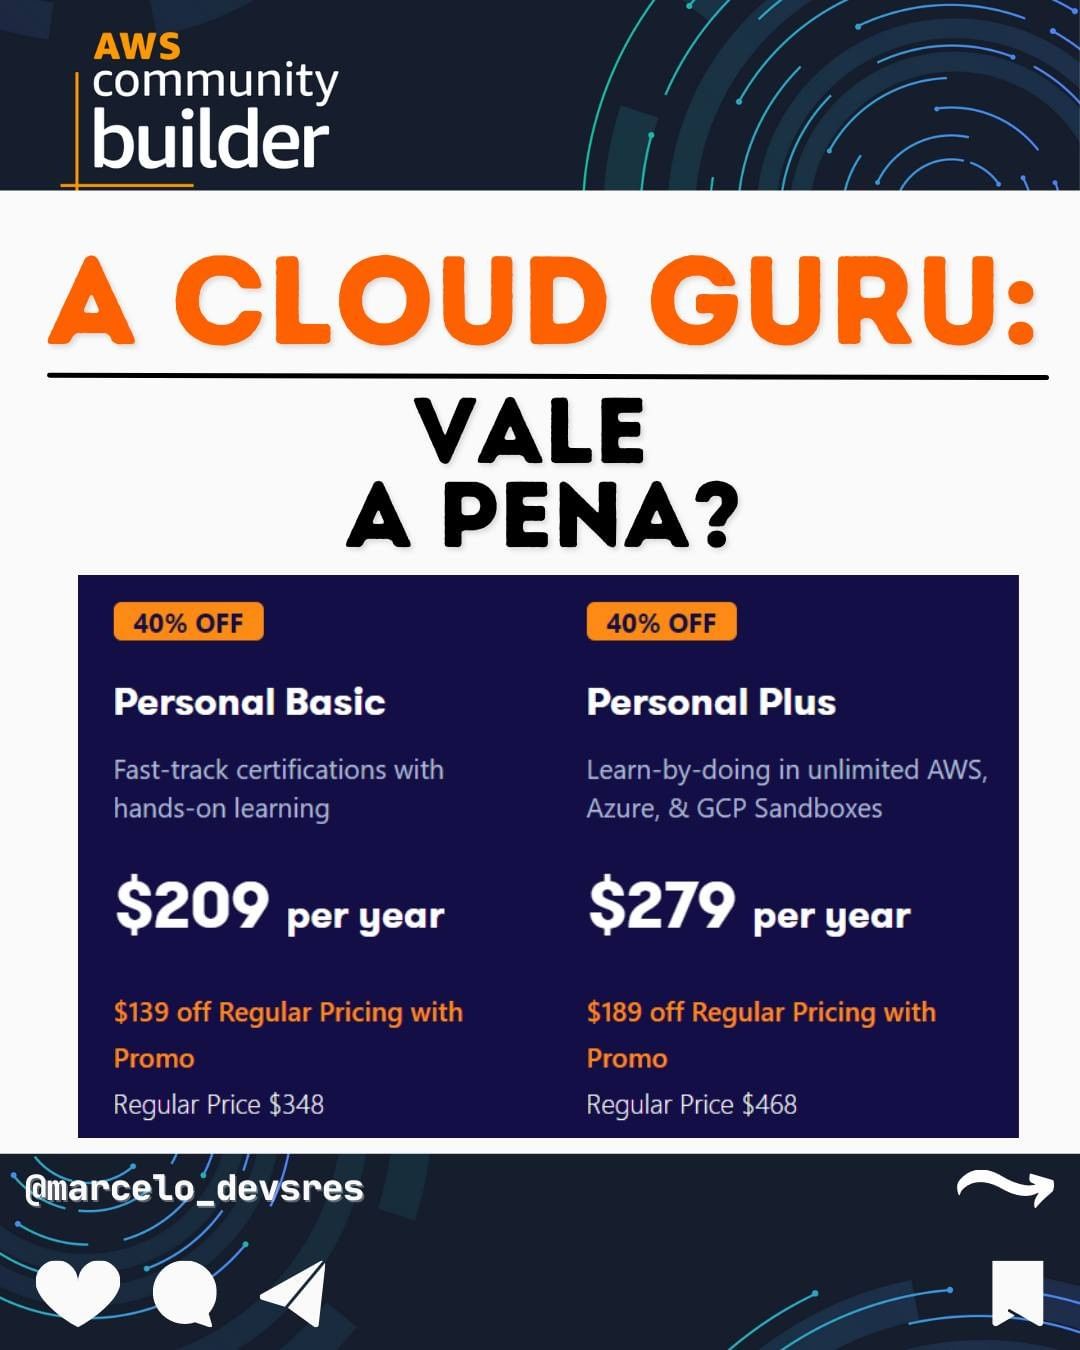 AWS
community
builder
A CLOUD GURU:
VALE
A PENA?
40% OFF
Personal Basic
Fast-track certifications with
hands-on learning
$209 per year
$139 off Regular Pricing with
Promo
Regular Price $348
40% OFF
Personal Plus
Learn-by-doing in unlimited AWS,
Azure, & GCP Sandboxes
$279 per year
$189 off Regular Pricing with
Promo
Regular Price $468
@marcelo_devsres